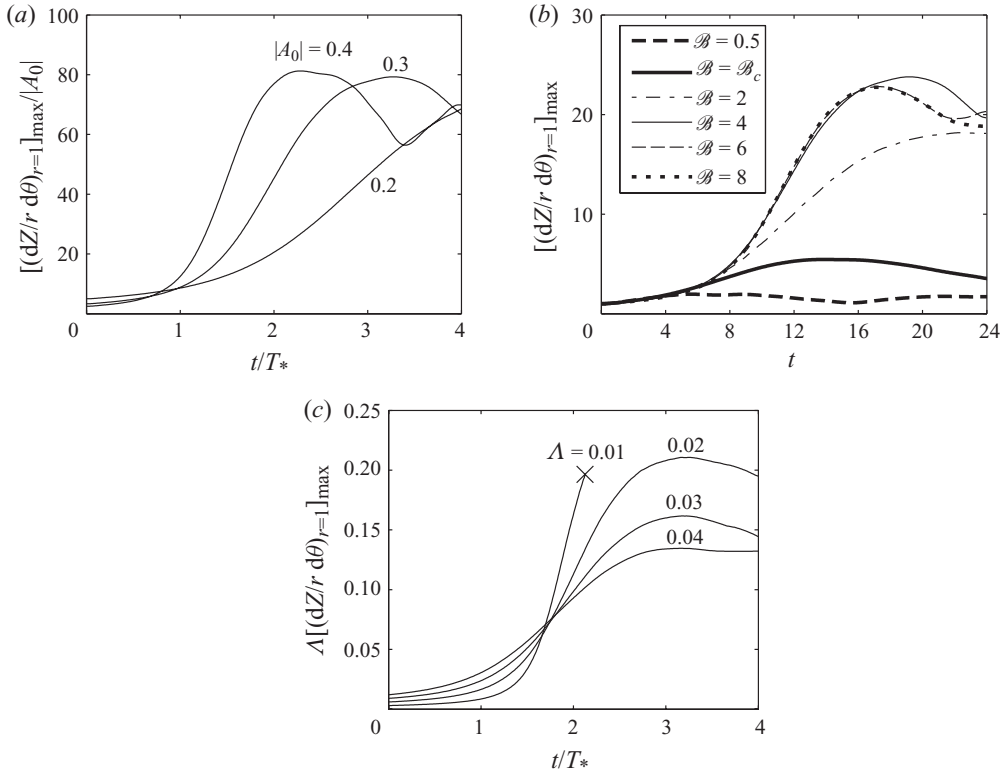 (a)
100
80
60
40
20
0
1
2
3
4
|A₀| = 0.4
0.3
0.2
[(dZ/r dθ)ᵣ₌₁]ₘₐₓ/|A₀|
t/T*
(b)
30
20
10
0
4
8
12
16
20
24
ℬ = 0.5
ℬ = ℬ_c
ℬ = 2
ℬ = 4
ℬ = 6
ℬ = 8
[(dZ/r dθ)ᵣ₌₁]ₘₐₓ
t
(c)
0.25
0.20
0.15
0.10
0.05
0
1
2
3
4
Λ = 0.01
0.02
0.03
0.04
Λ[(dZ/r dθ)ᵣ₌₁]ₘₐₓ
t/T*